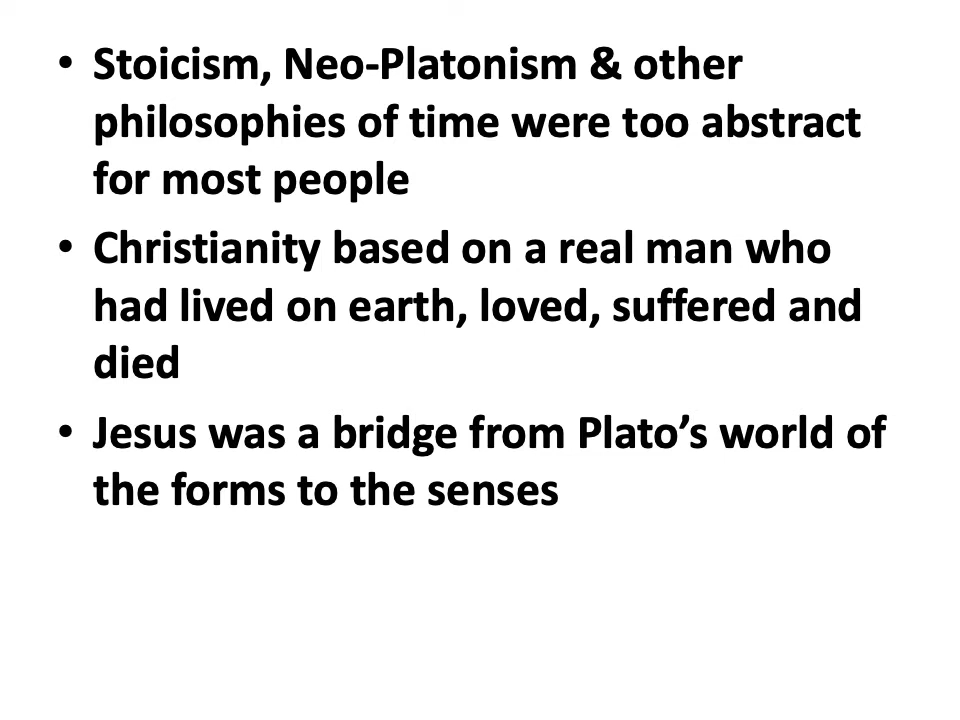 • Stoicism, Neo-Platonism & other
philosophies of time were too abstract
for most people
• Christianity based on a real man who
had lived on earth, loved, suffered and
died
• Jesus was a bridge from Plato’s world of
the forms to the senses